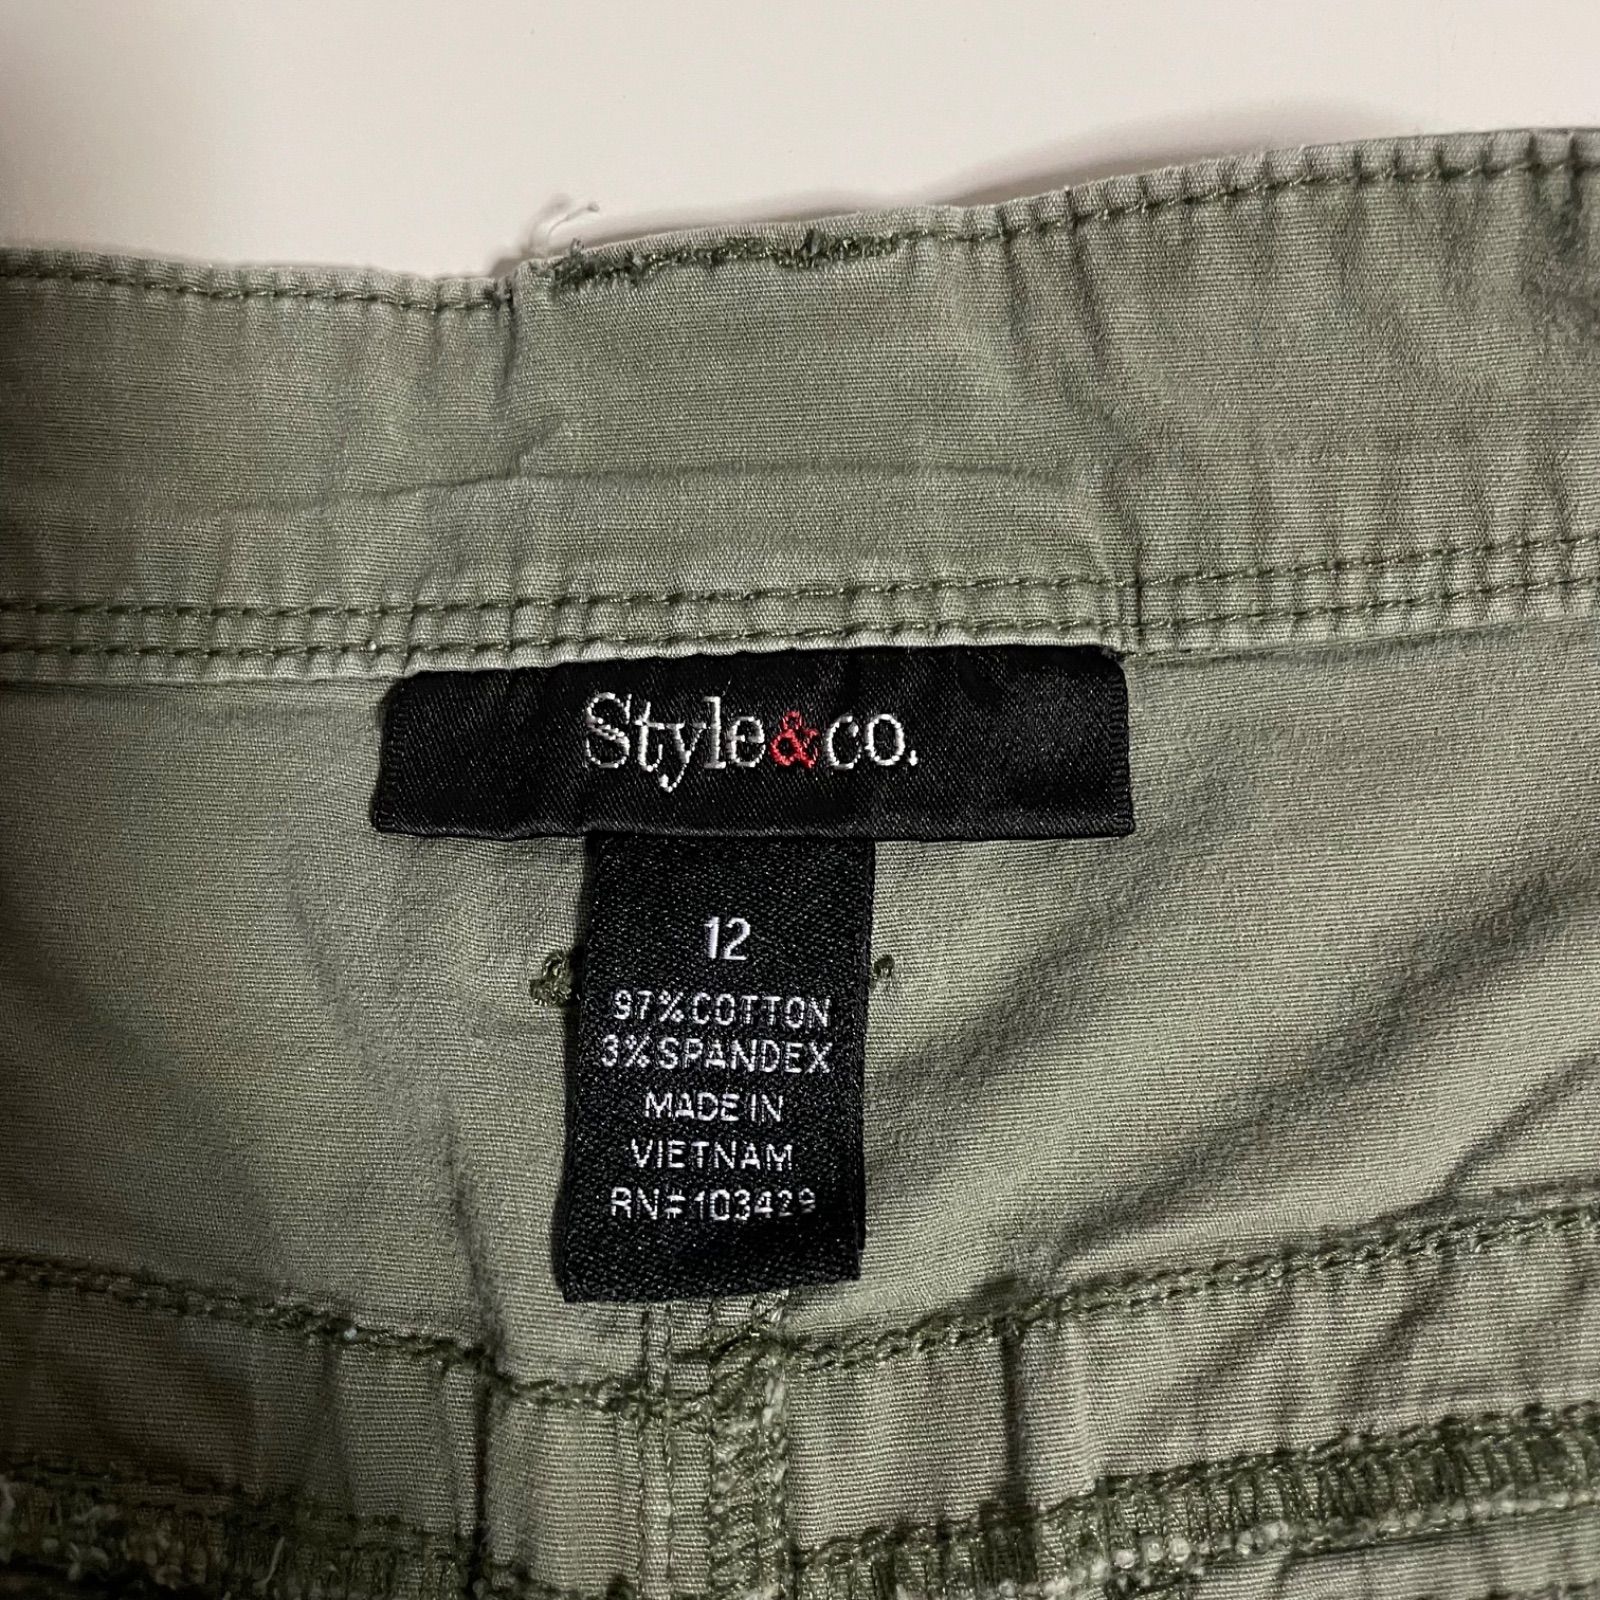 Style&co.
12
97% COTTON
3% SPANDEX
MADE IN
VIETNAM
RN# 103429